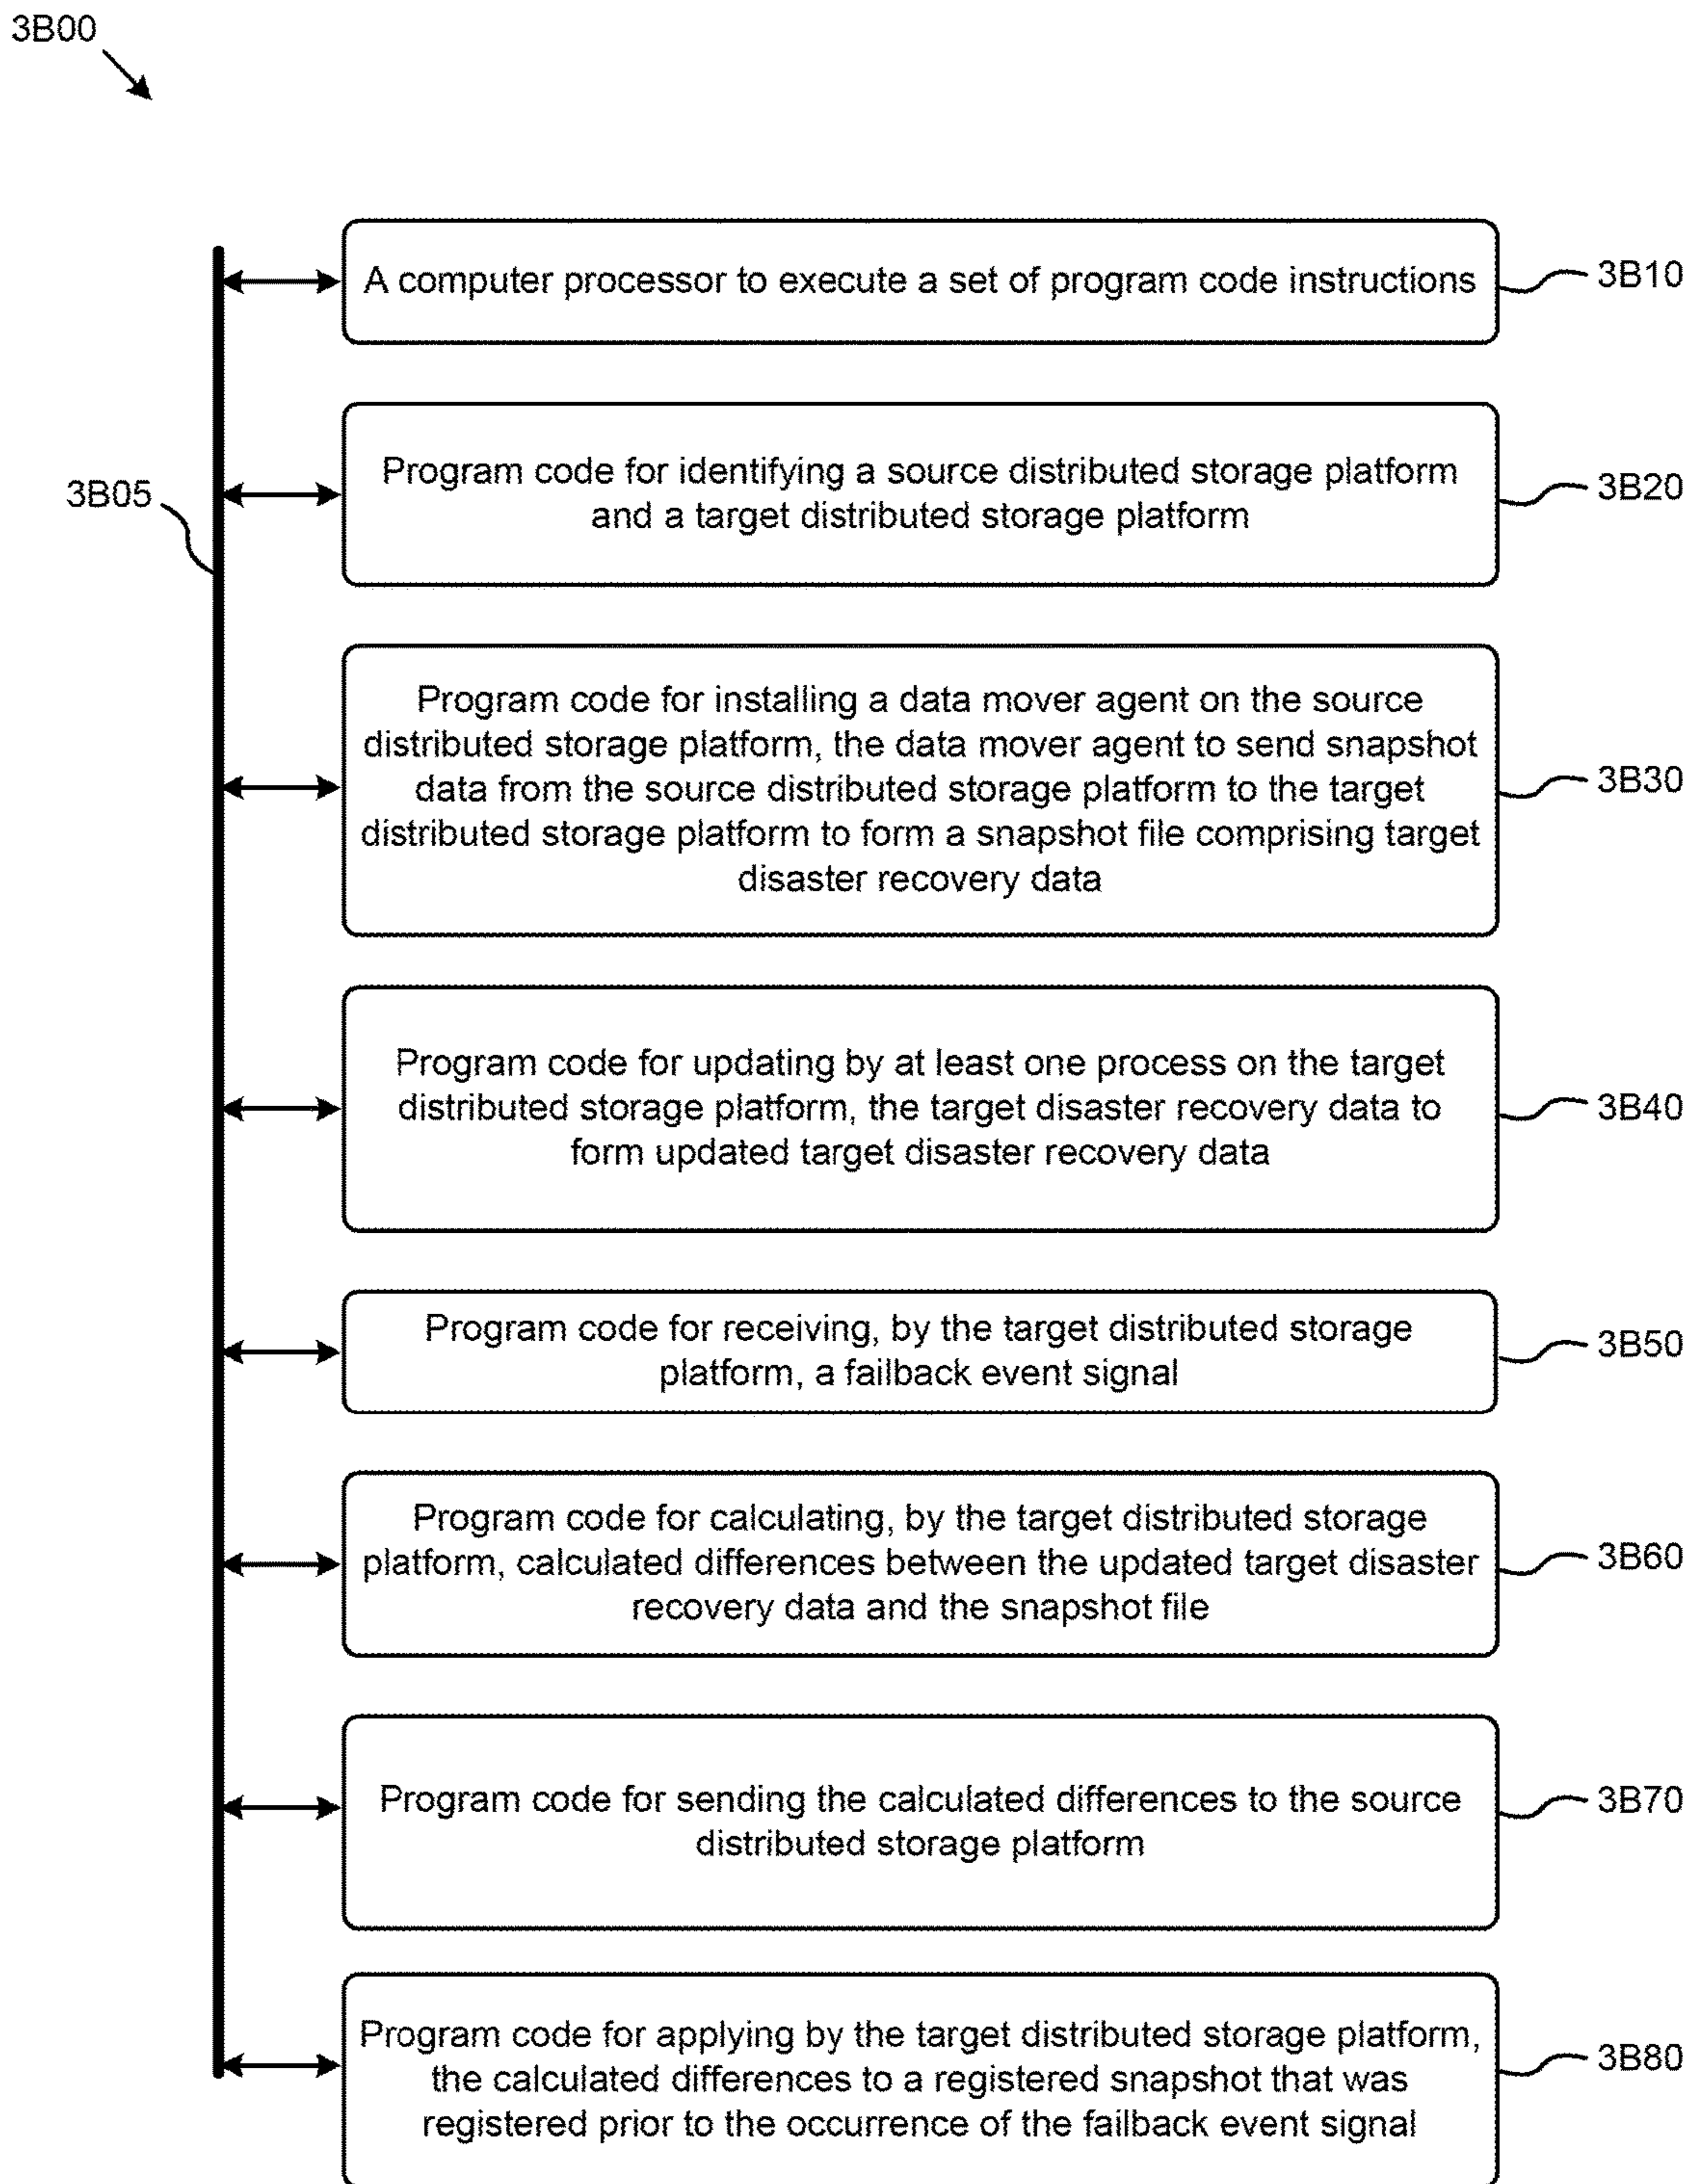 3B00
A computer processor to execute a set of program code instructions
3B10
Program code for identifying a source distributed storage platform
and a target distributed storage platform
3B20
3B05
Program code for installing a data mover agent on the source
distributed storage platform, the data mover agent to send snapshot
data from the source distributed storage platform to the target
distributed storage platform to form a snapshot file comprising target
disaster recovery data
3B30
Program code for updating by at least one process on the target
distributed storage platform, the target disaster recovery data to
form updated target disaster recovery data
3B40
Program code for receiving, by the target distributed storage
platform, a failback event signal
3B50
Program code for calculating, by the target distributed storage
platform, calculated differences between the updated target disaster
recovery data and the snapshot file
3B60
Program code for sending the calculated differences to the source
distributed storage platform
3B70
Program code for applying by the target distributed storage platform,
the calculated differences to a registered snapshot that was
registered prior to the occurrence of the failback event signal
3B80